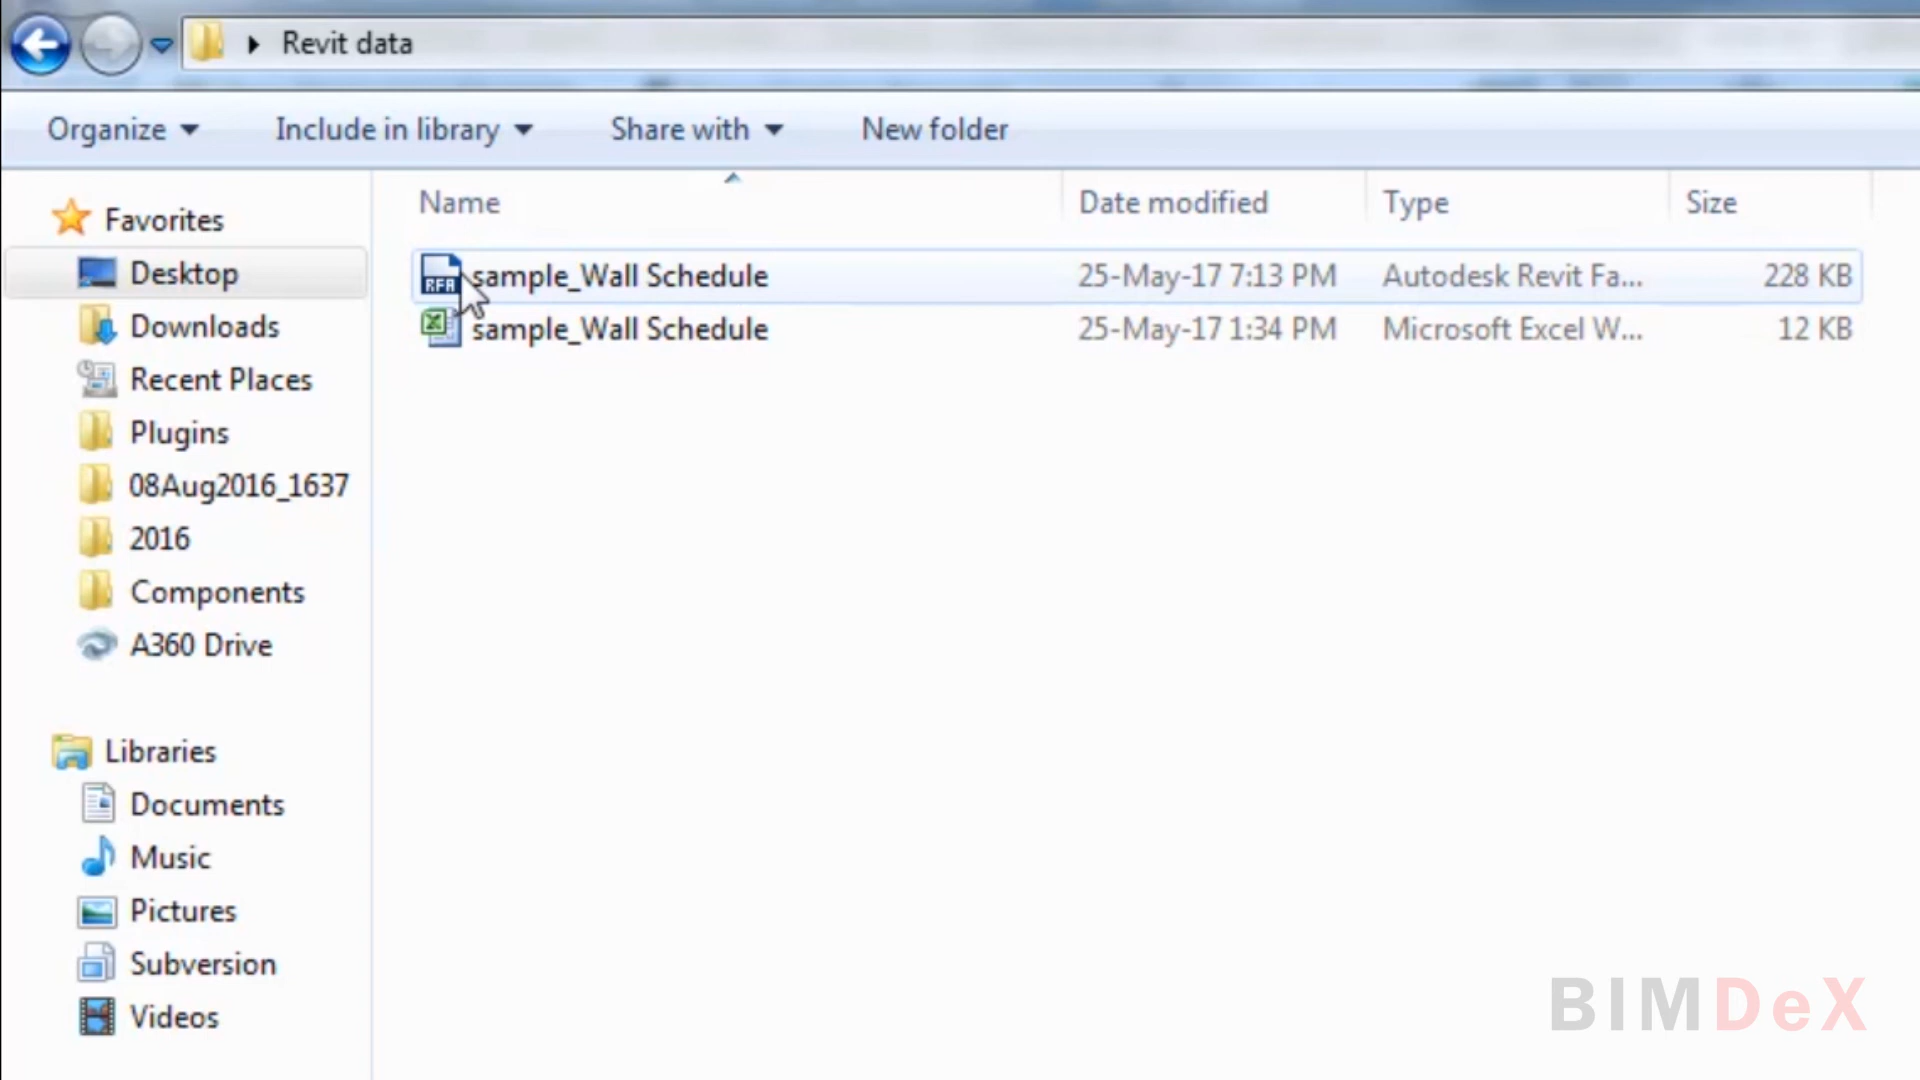 Revit data
Organize Include in library Share with New folder
Name Date modified Type Size
Favorites
Desktop
Downloads
Recent Places
Plugins
08Aug2016_1637
2016
Components
A360 Drive
Libraries
Documents
Music
Pictures
Subversion
Videos
RFA sample_Wall Schedule 25-May-17 7:13 PM Autodesk Revit Fa... 228 KB
sample_Wall Schedule 25-May-17 1:34 PM Microsoft Excel W... 12 KB
BIMDeX